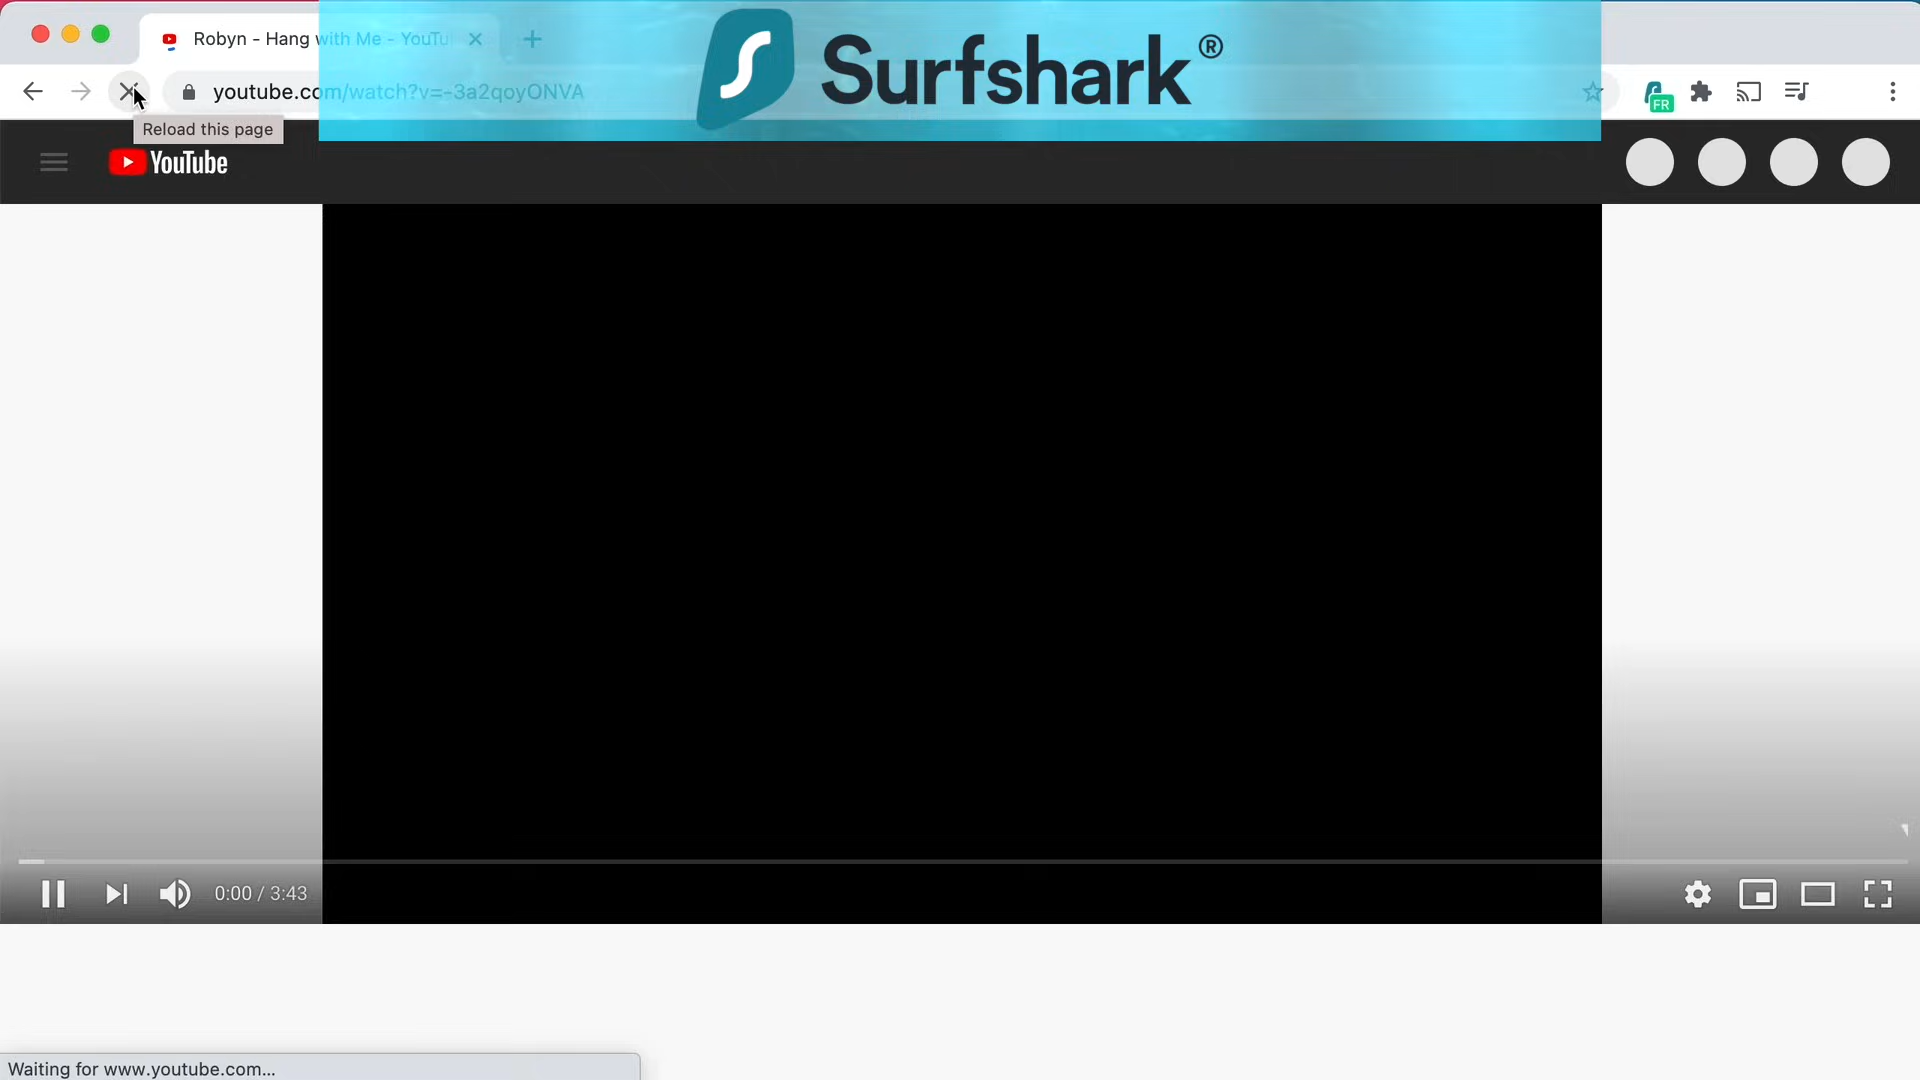 Robyn - Hang with Me - YouTu
Surfshark®
youtube.com/watch?v=-3a2qoyONVA
FR
Reload this page
YouTube
0:00 / 3:43
Waiting for www.youtube.com...